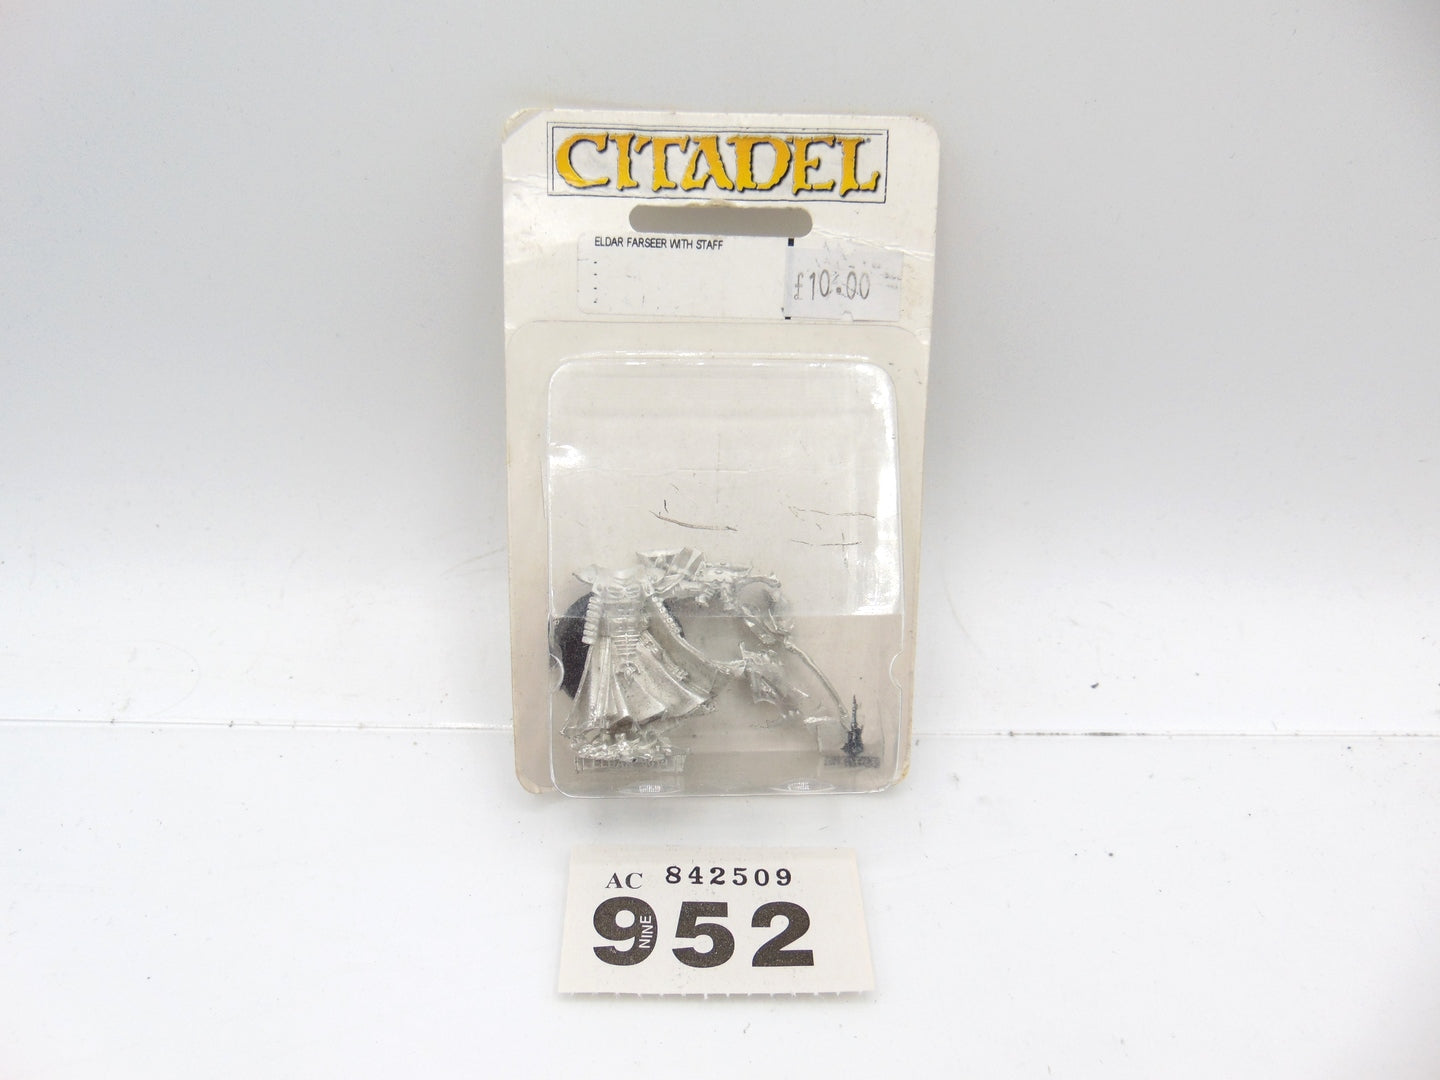 CITADEL
ELDAR FARSEER WITH STAFF
£10.00
AC 842509
952
NINE